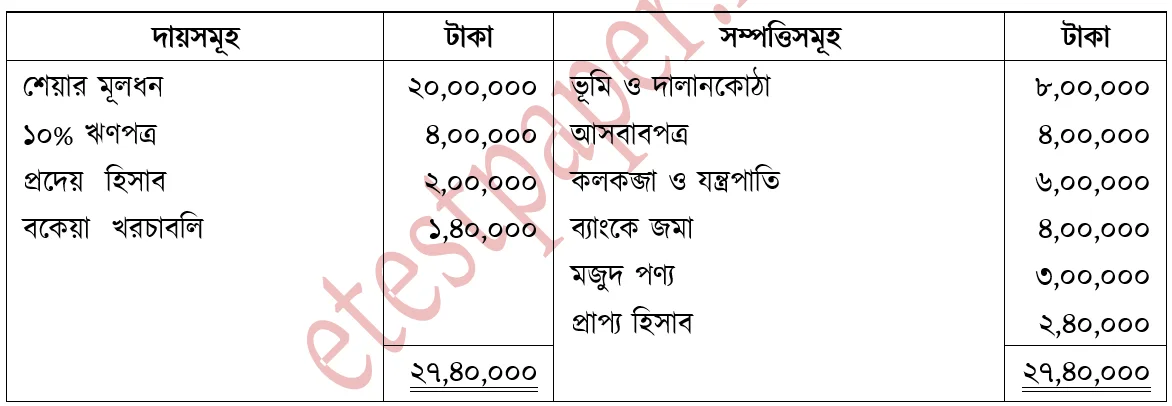 দায়সমূহ টাকা সম্পত্তিসমূহ টাকা
শেয়ার মূলধন ২০,০০,০০০ ভূমি ও দালানকোঠা ৮,০০,০০০
১০% ঋণপত্র ৪,০০,০০০ আসবাবপত্র ৪,০০,০০০
প্রদেয় হিসাব ২,০০,০০০ কলকব্জা ও যন্ত্রপাতি ৬,০০,০০০
বকেয়া খরচাবলি ১,৪০,০০০ ব্যাংকে জমা ৪,০০,০০০
মজুদ পণ্য ৩,০০,০০০
প্রাপ্য হিসাব ২,৪০,০০০
২৭,৪০,০০০ ২৭,৪০,০০০
etestpaper.